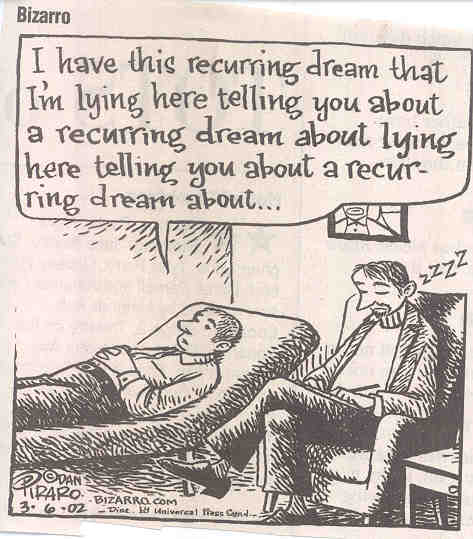 Bizarro
I have this recurring dream that
I'm lying here telling you about
a recurring dream about lying
here telling you about a recur-
ring dream about...
zzzz
©DAN
PIRARO.
3.6.02
BIZARRO.COM
Dist. by Universal Press Synd.